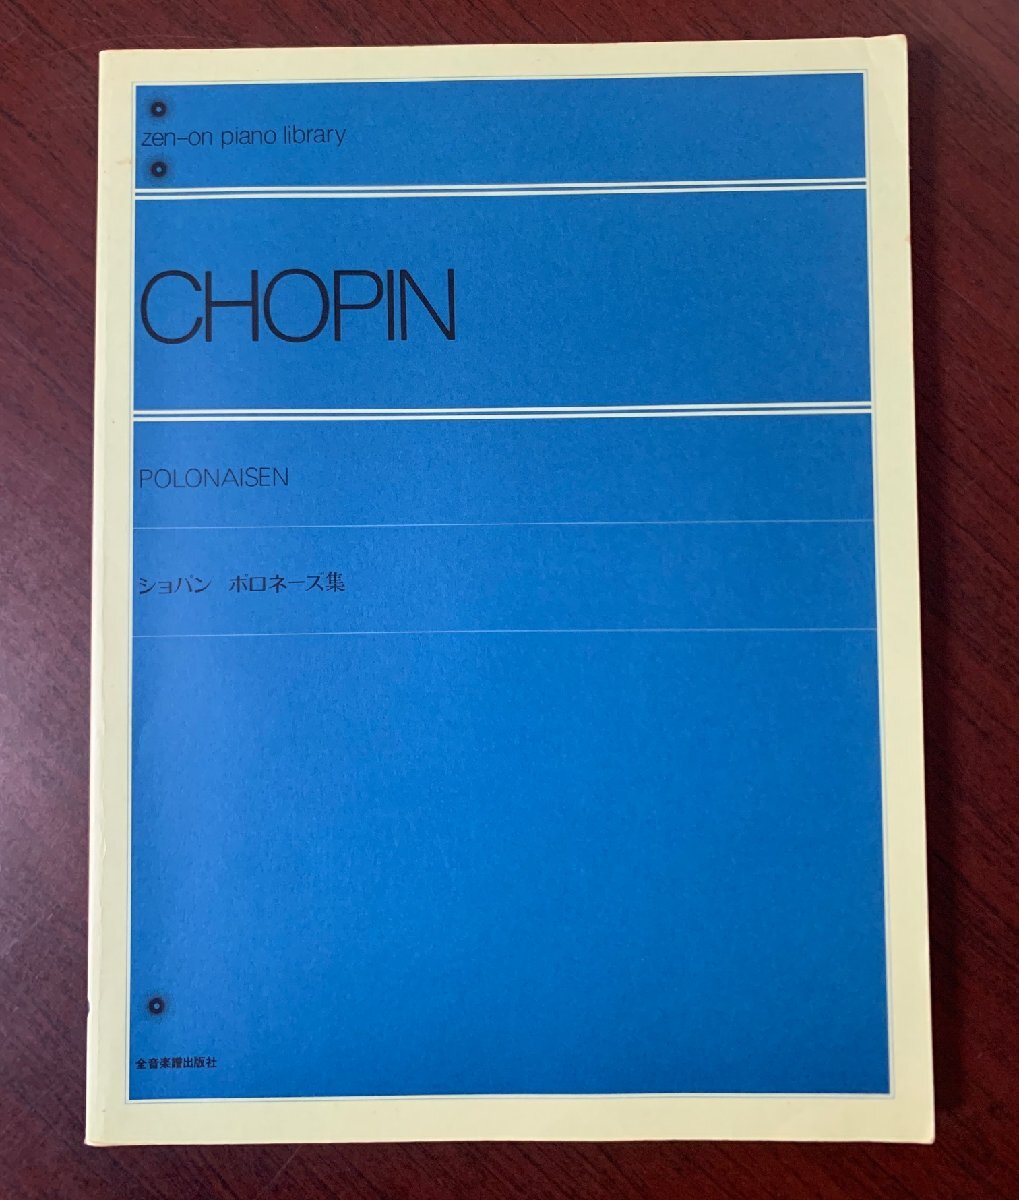 zen-on piano library
CHOPIN
POLONAISEN
ショパン ポロネーズ集
全音楽譜出版社